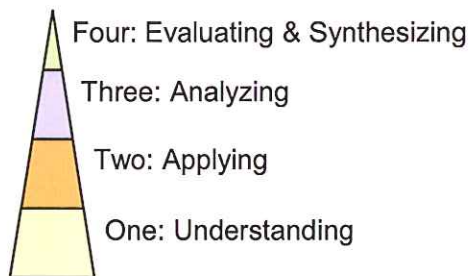 Four: Evaluating & Synthesizing
Three: Analyzing
Two: Applying
One: Understanding